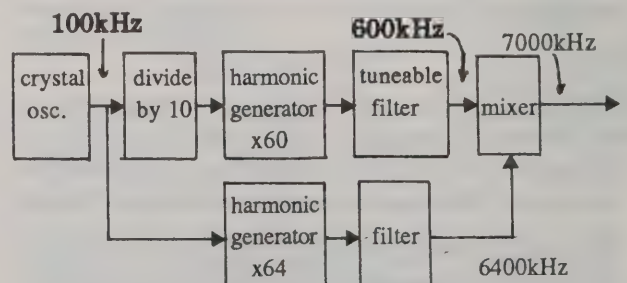 100kHz
600kHz
7000kHz
crystal
osc.
divide
by 10
harmonic
generator
x60
tuneable
filter
mixer
harmonic
generator
x64
filter
6400kHz